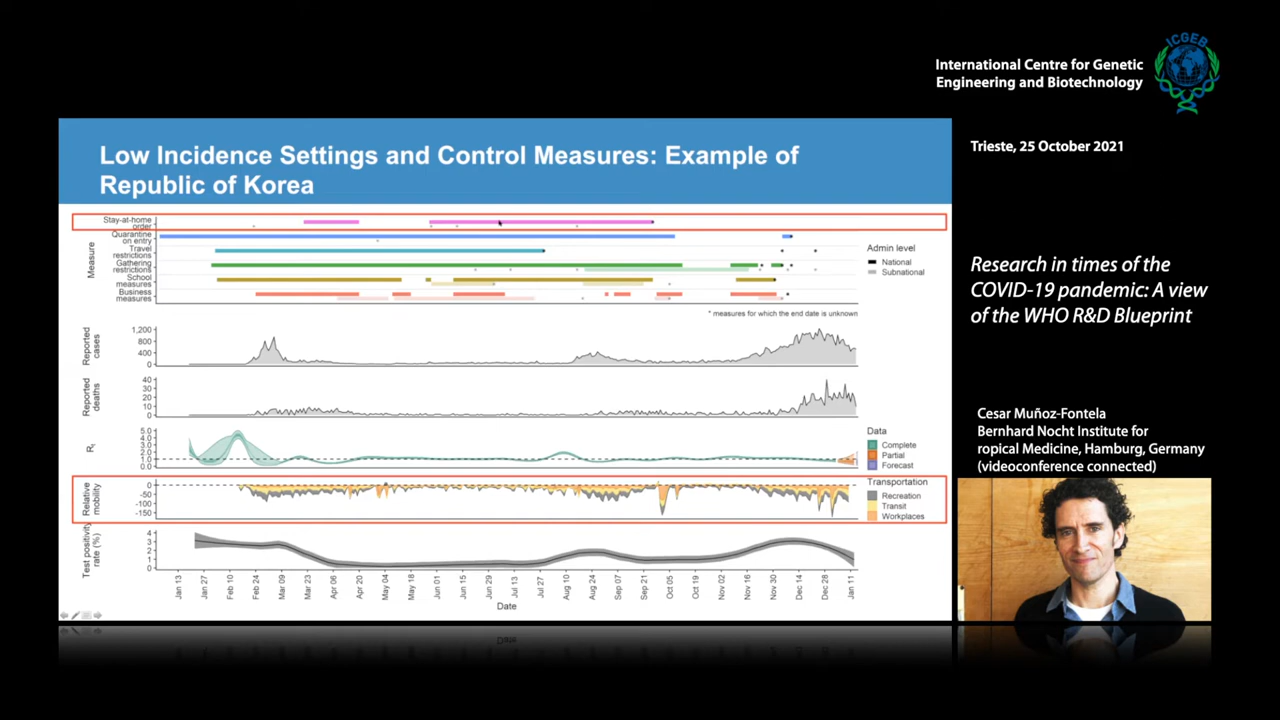 ICGEB
International Centre for Genetic
Engineering and Biotechnology
Trieste, 25 October 2021
Research in times of the
COVID-19 pandemic: A view
of the WHO R&D Blueprint
Cesar Muñoz-Fontela
Bernhard Nocht Institute for
ropical Medicine, Hamburg, Germany
(videoconference connected)
Low Incidence Settings and Control Measures: Example of
Republic of Korea
Measure
Stay-at-home
order
Quarantine
on entry
Travel
restrictions
Gathering
restrictions
School
measures
Business
measures
Admin level
National
Subnational
* measures for which the end date is unknown
Reported
cases
1,200
800
400
Reported
deaths
40
30
20
10
0
Rt
5.0
4.0
3.0
2.0
1.0
0.0
Data
Complete
Partial
Forecast
Relative
mobility
0
-50
-100
-150
Transportation
Recreation
Transit
Workplaces
Test positivity
rate (%)
4
3
2
1
0
Jan 13
Jan 27
Feb 10
Feb 24
Mar 09
Mar 23
Apr 06
Apr 20
May 04
May 18
Jun 01
Jun 15
Jun 29
Jul 13
Jul 27
Aug 10
Aug 24
Sep 07
Sep 21
Oct 05
Oct 19
Nov 02
Nov 16
Nov 30
Dec 14
Dec 28
Jan 11
Date